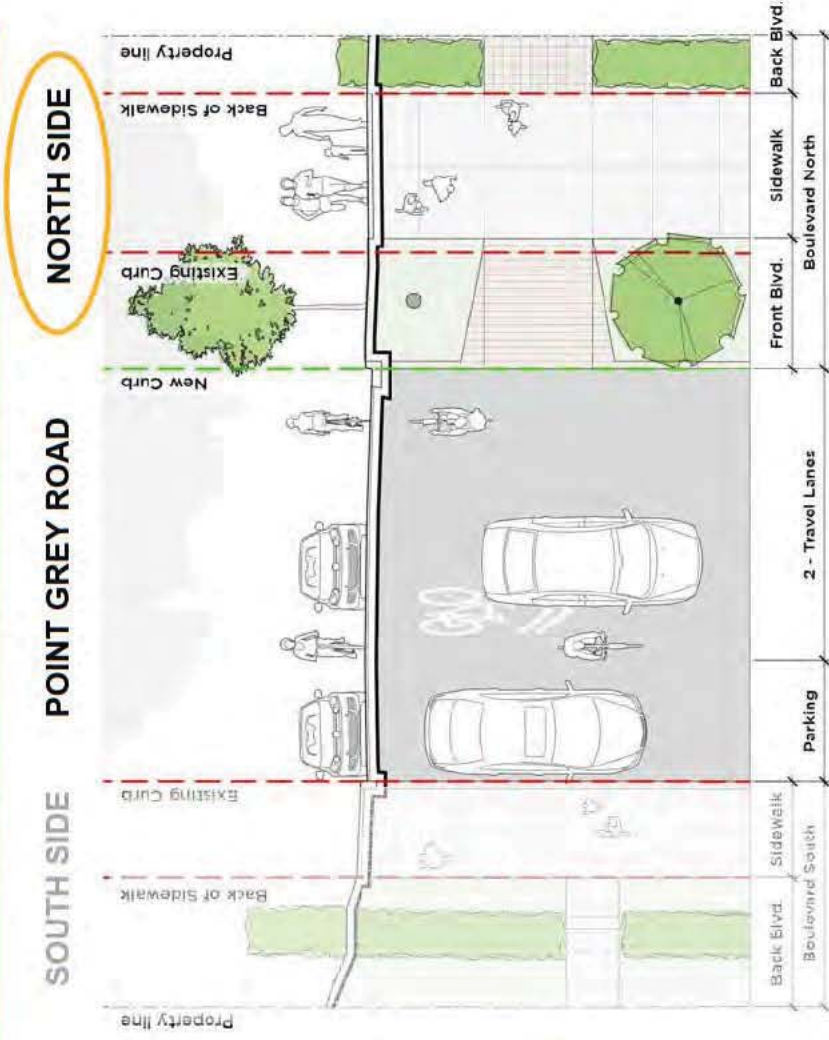 SOUTH SIDE
POINT GREY ROAD
NORTH SIDE
Property line
Back of Sidewalk
Existing Curb
New Curb
Existing Curb
Back of Sidewalk
Property line
Back Blvd.
Sidewalk
Parking
2 - Travel Lanes
Front Blvd.
Sidewalk
Back Blvd.
Boulevard South
Boulevard North